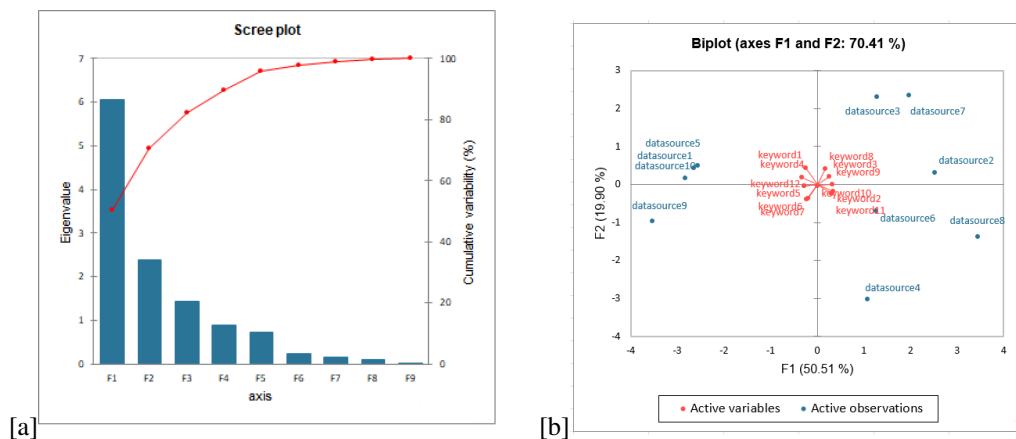 Scree plot
7
6
5
4
3
2
1
0
Eigenvalue
100
80
60
40
20
0
Cumulative variability (%)
F1 F2 F3 F4 F5 F6 F7 F8 F9
axis
[a]
Biplot (axes F1 and F2: 70.41 %)
3
2
1
0
-1
-2
-3
-4
F2 (19.90 %)
datasource3 datasource7
datasource5
datasource1
datasource10
datasource9
keyword1 keyword8
keyword4 keyword3
keyword9
datasource2
keyword12
keyword5 keyword10
keyword2
keyword6
keyword7 keyword11
datasource6
datasource8
datasource4
-4 -3 -2 -1 0 1 2 3 4
F1 (50.51 %)
Active variables Active observations
[b]